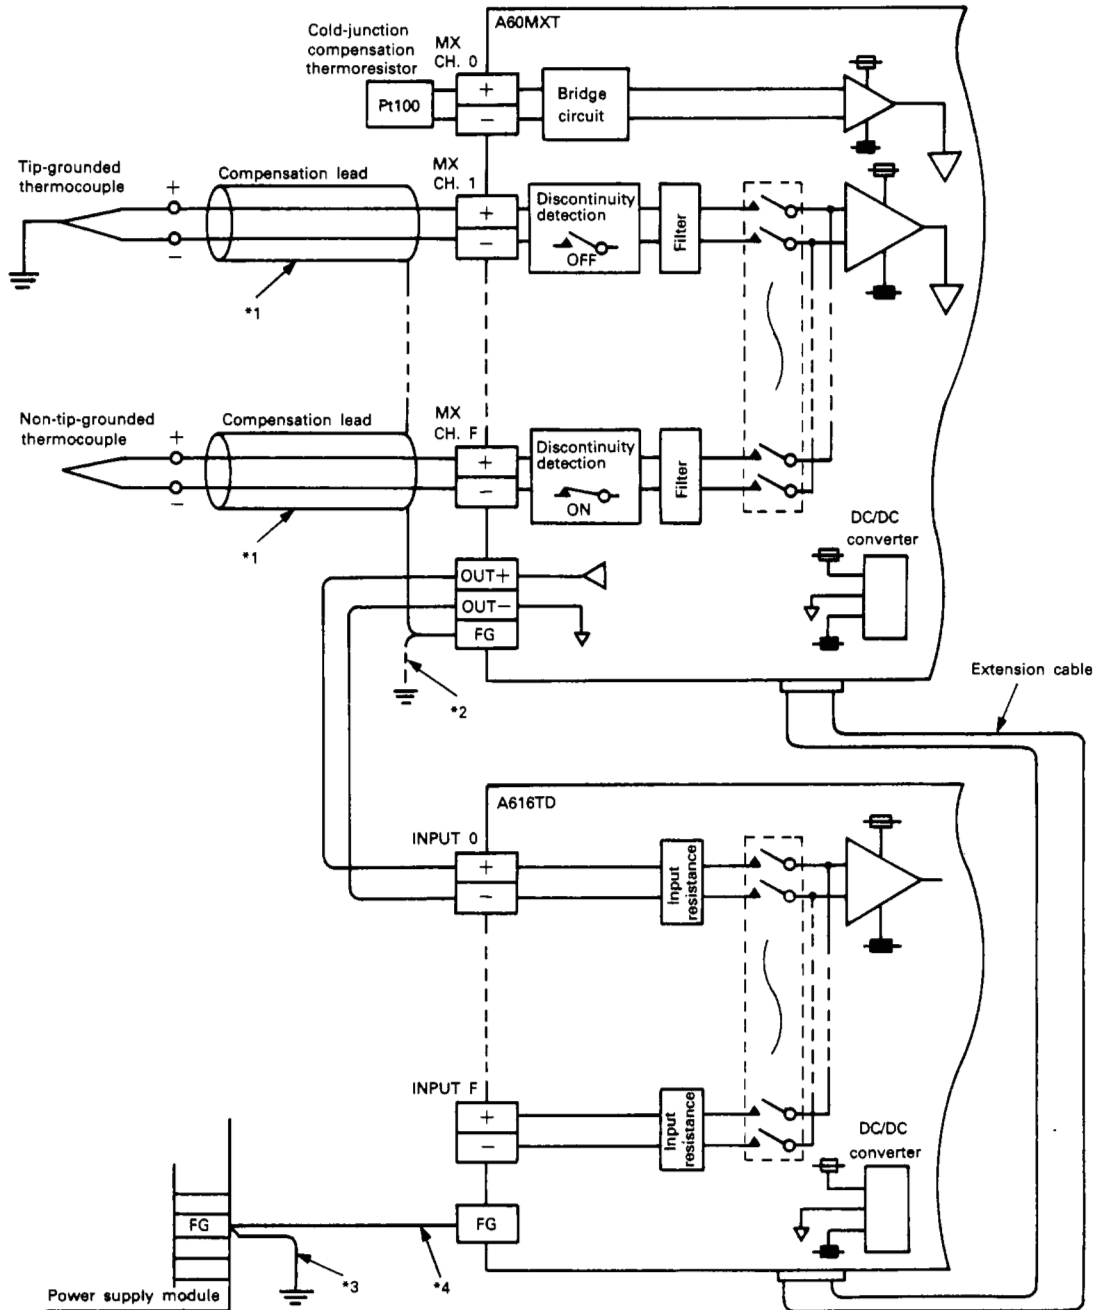 A60MXT
Cold-junction
compensation
thermoresistor
MX
CH. 0
Pt100
+
−
Bridge
circuit
Tip-grounded
thermocouple
+
−
Compensation lead
*1
MX
CH. 1
+
−
Discontinuity
detection
OFF
Filter
Non-tip-grounded
thermocouple
+
−
Compensation lead
*1
MX
CH. F
+
−
Discontinuity
detection
ON
Filter
DC/DC
converter
OUT+
OUT−
FG
*2
Extension cable
A616TD
INPUT 0
+
−
Input
resistance
INPUT F
+
−
Input
resistance
DC/DC
converter
FG
FG
*3
*4
Power supply module